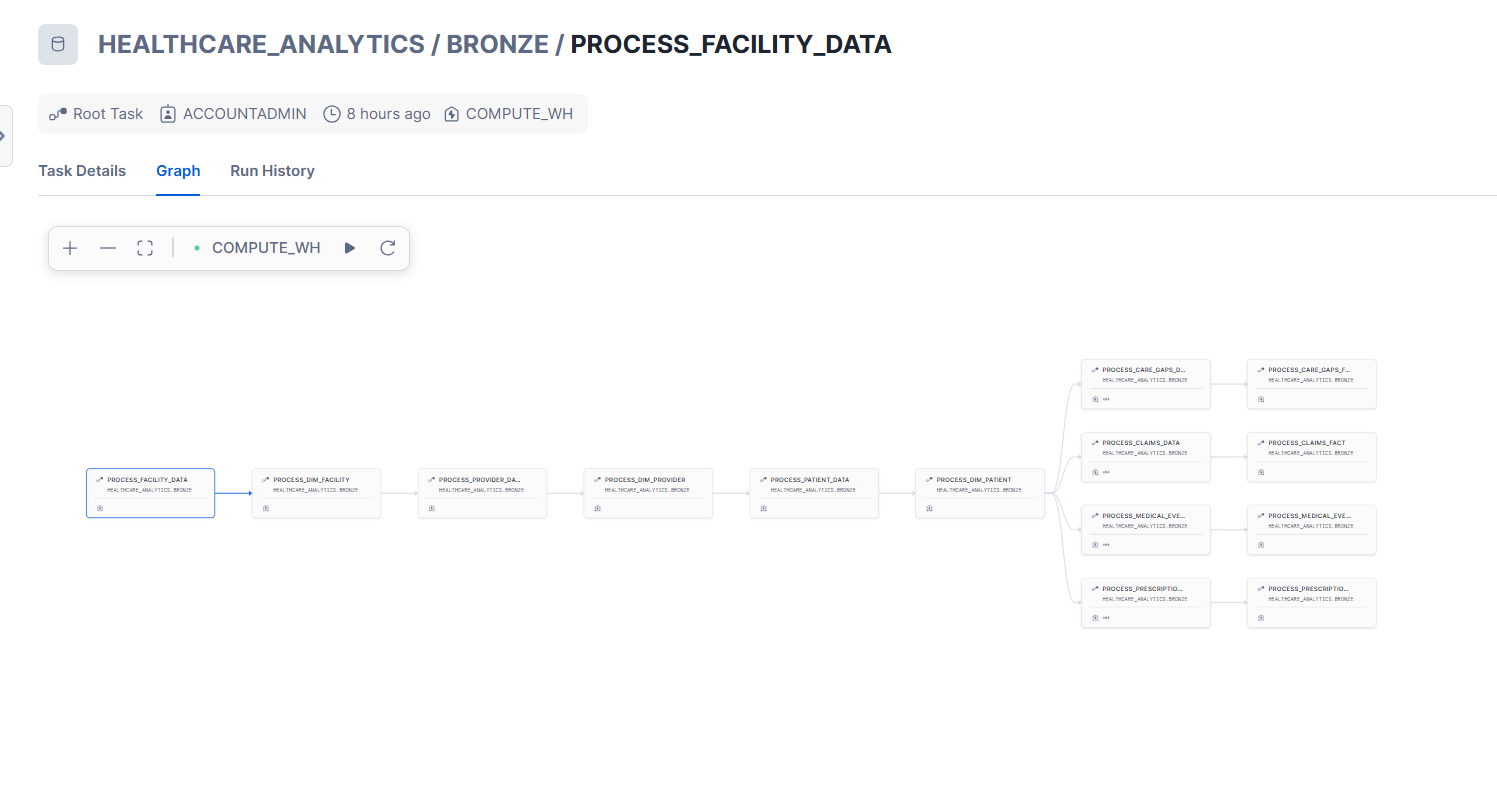 HEALTHCARE_ANALYTICS / BRONZE / PROCESS_FACILITY_DATA
Root Task ACCOUNTADMIN 8 hours ago COMPUTE_WH
Task Details Graph Run History
COMPUTE_WH
PROCESS_FACILITY_DATA
HEALTHCARE_ANALYTICS.BRONZE
PROCESS_DIM_FACILITY
HEALTHCARE_ANALYTICS.BRONZE
PROCESS_PROVIDER_DA...
HEALTHCARE_ANALYTICS.BRONZE
PROCESS_DIM_PROVIDER
HEALTHCARE_ANALYTICS.BRONZE
PROCESS_PATIENT_DATA
HEALTHCARE_ANALYTICS.BRONZE
PROCESS_DIM_PATIENT
HEALTHCARE_ANALYTICS.BRONZE
PROCESS_CARE_GAPS_D...
HEALTHCARE_ANALYTICS.BRONZE
PROCESS_CARE_GAPS_F...
HEALTHCARE_ANALYTICS.BRONZE
PROCESS_CLAIMS_DATA
HEALTHCARE_ANALYTICS.BRONZE
PROCESS_CLAIMS_FACT
HEALTHCARE_ANALYTICS.BRONZE
PROCESS_MEDICAL_EVE...
HEALTHCARE_ANALYTICS.BRONZE
PROCESS_MEDICAL_EVE...
HEALTHCARE_ANALYTICS.BRONZE
PROCESS_PRESCRIPTIO...
HEALTHCARE_ANALYTICS.BRONZE
PROCESS_PRESCRIPTIO...
HEALTHCARE_ANALYTICS.BRONZE